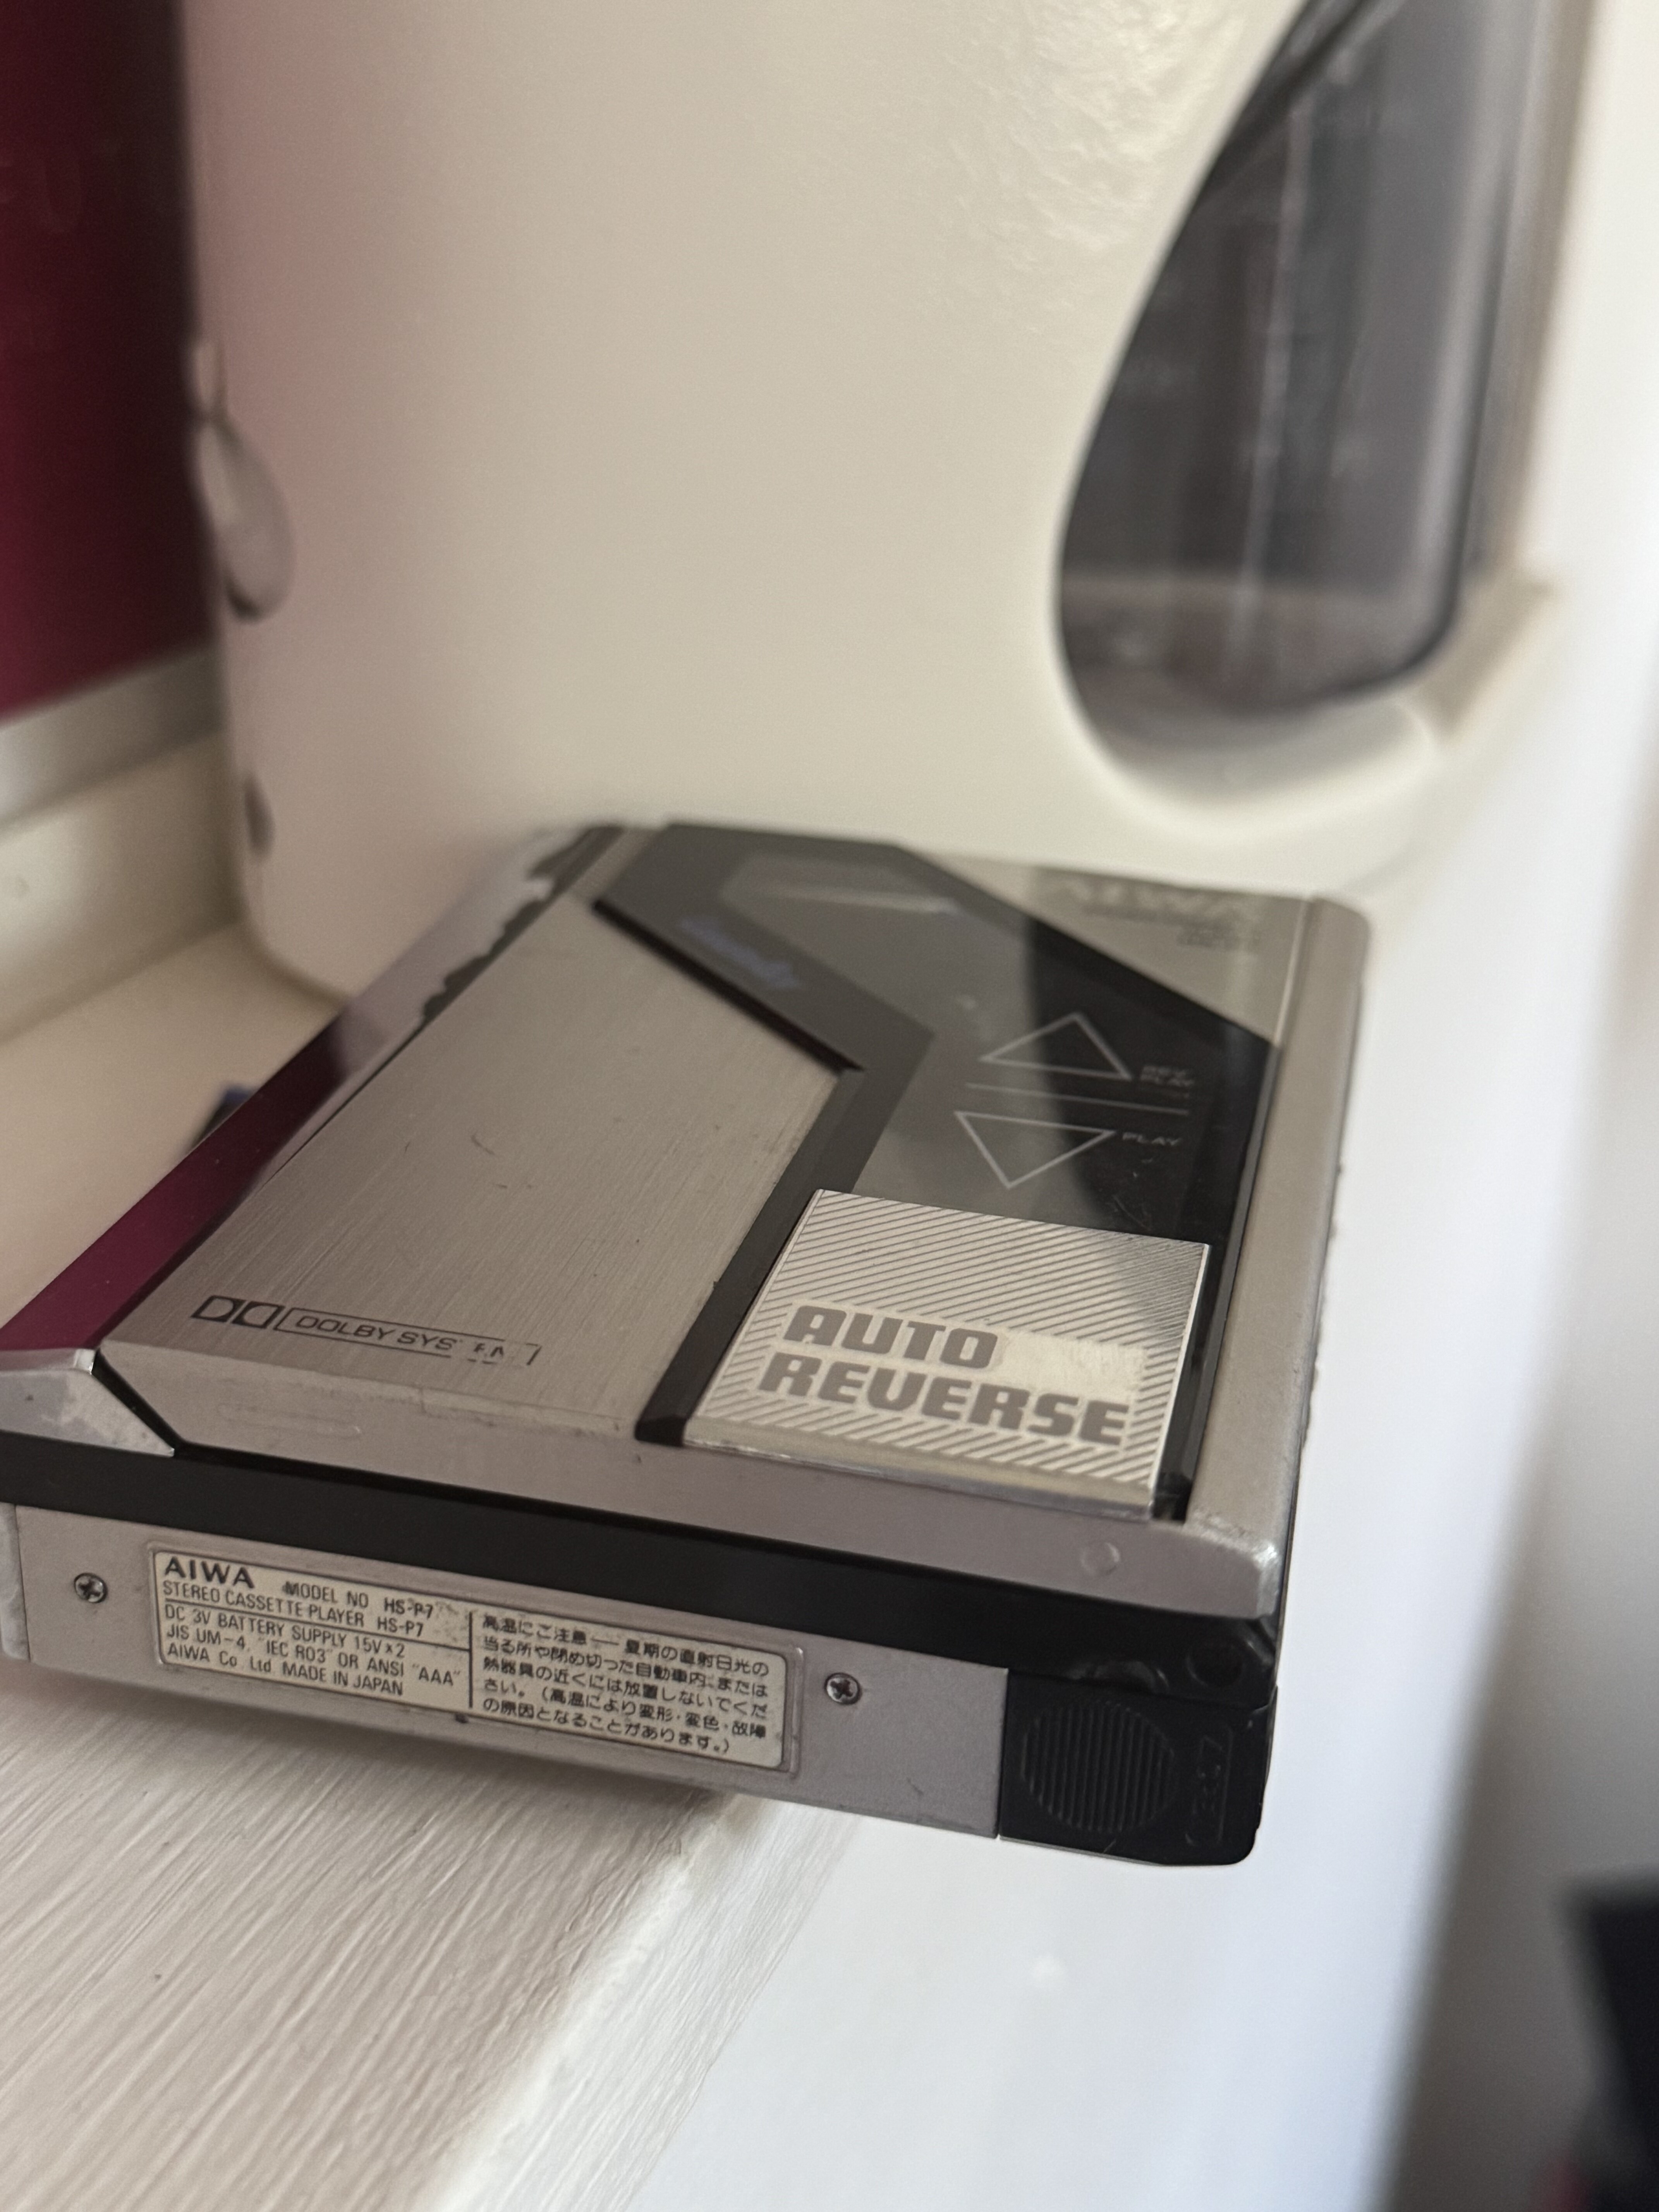 AIWA
REV.
PLAY
PLAY
AUTO
REVERSE
DOLBY SYS EM
AIWA MODEL NO HS-P7
STEREO CASSETTE PLAYER HS-P7
DC 3V BATTERY SUPPLY 1.5V×2
JIS UM-4, "IEC R03" OR ANSI "AAA"
AIWA Co. Ltd. MADE IN JAPAN
高温にご注意 — 夏期の直射日光の
当る所や閉め切った自動車内、または
熱器具の近くには放置しないでくだ
さい。(高温により変形・変色・故障
の原因となることがあります。)